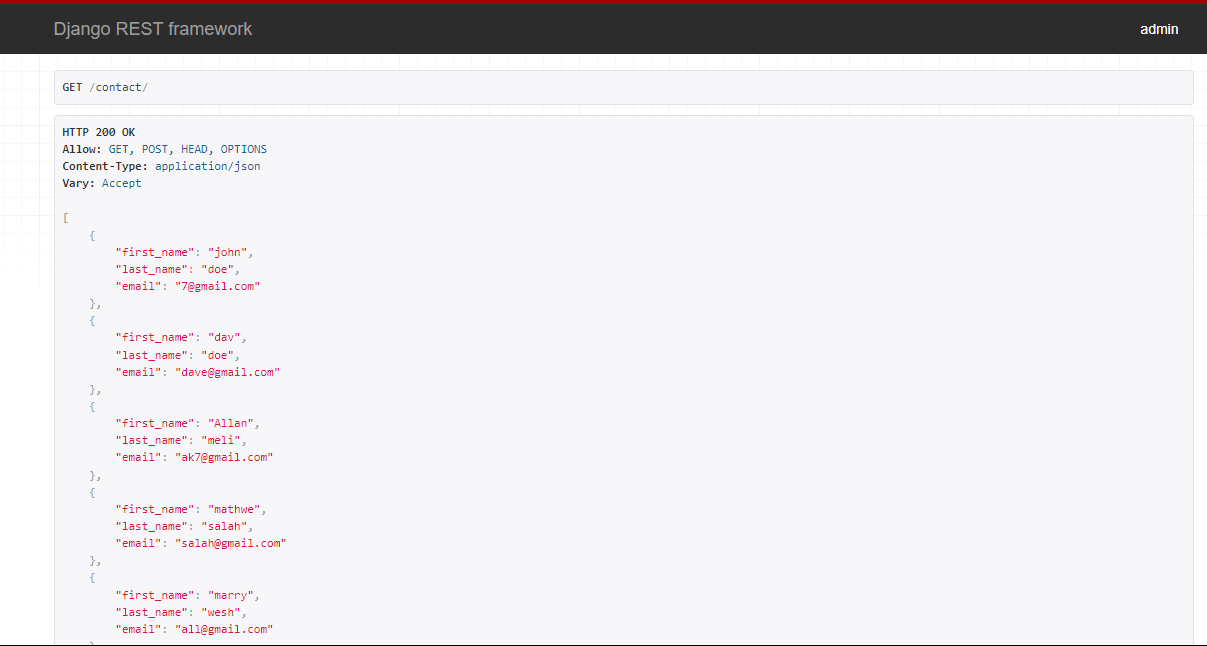 Django REST framework
admin
GET /contact/
HTTP 200 OK
Allow: GET, POST, HEAD, OPTIONS
Content-Type: application/json
Vary: Accept
[
{
"first_name": "john",
"last_name": "doe",
"email": "7@gmail.com"
},
{
"first_name": "dav",
"last_name": "doe",
"email": "dave@gmail.com"
},
{
"first_name": "Allan",
"last_name": "meli",
"email": "ak7@gmail.com"
},
{
"first_name": "mathwe",
"last_name": "salah",
"email": "salah@gmail.com"
},
{
"first_name": "marry",
"last_name": "wesh",
"email": "all@gmail.com"